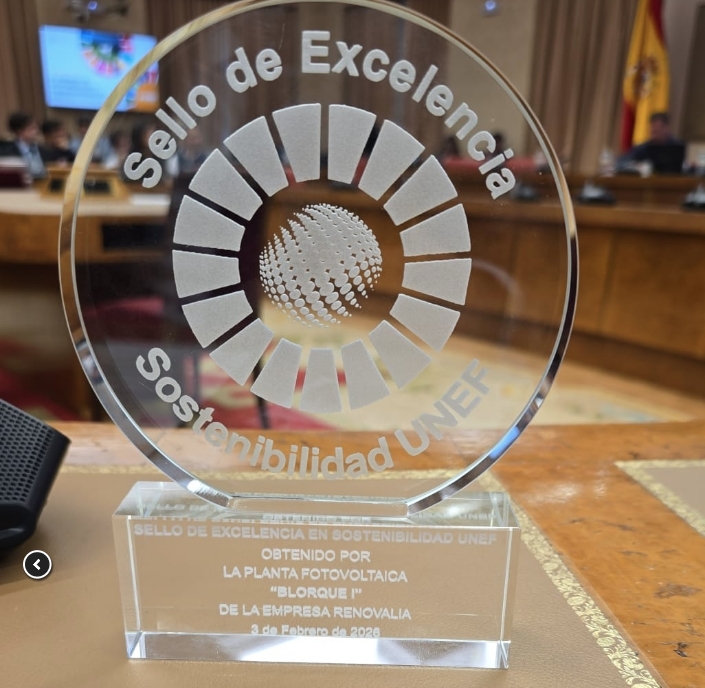 Sello de Excelencia
Sostenibilidad UNEF
SELLO DE EXCELENCIA EN SOSTENIBILIDAD UNEF
OBTENIDO POR
LA PLANTA FOTOVOLTAICA
“BLORQUE I”
DE LA EMPRESA RENOVALIA
3 de Febrero de 2026